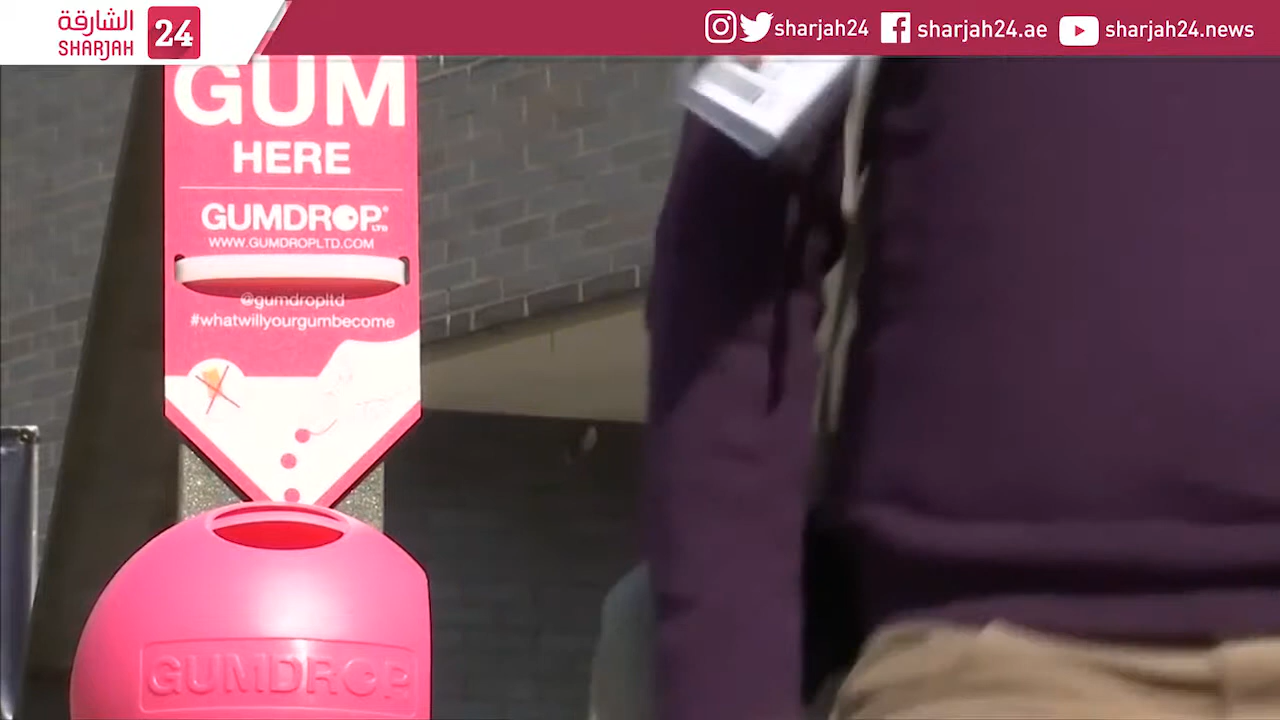 الشارقة
SHARJAH
24
sharjah24
sharjah24.ae
sharjah24.news
GUM
HERE
GUMDROP LTD
WWW.GUMDROPLTD.COM
@gumdropltd
#whatwillyourgumbecome
GUMDROP